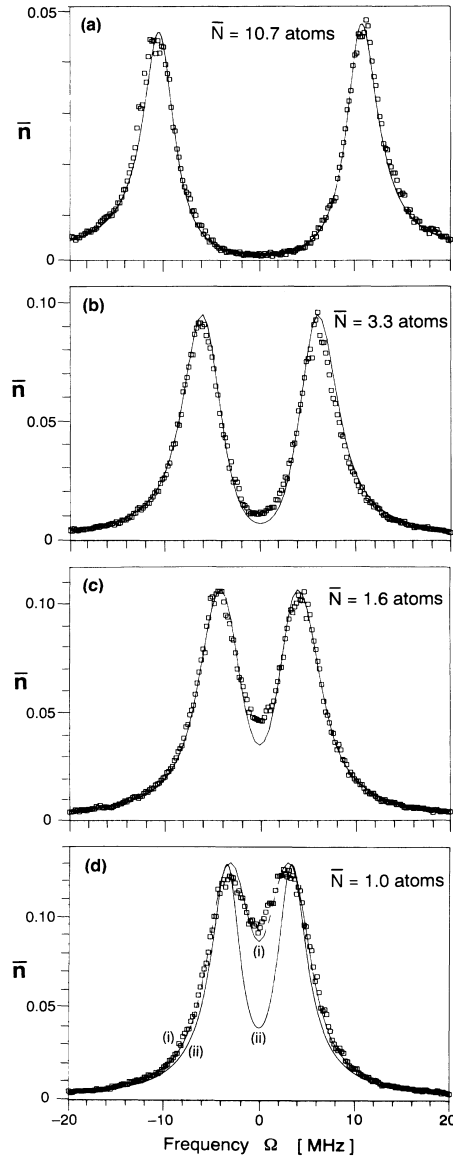 (a)
N̄ = 10.7 atoms
0.05
n̄
0
(b)
N̄ = 3.3 atoms
0.10
n̄
0.05
0
(c)
N̄ = 1.6 atoms
0.10
n̄
0.05
0
(d)
N̄ = 1.0 atoms
0.10
n̄
(i)
0.05
(i)
(ii)
(ii)
0
−20 −10 0 10 20
Frequency Ω [MHz]